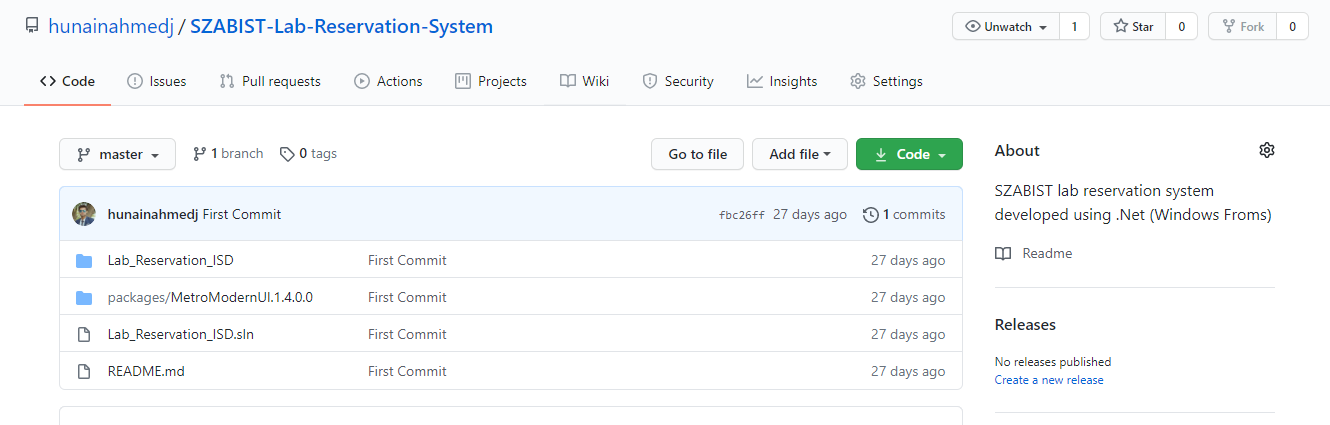 hunainahmedj / SZABIST-Lab-Reservation-System
Unwatch 1 Star 0 Fork 0
Code Issues Pull requests Actions Projects Wiki Security Insights Settings
master 1 branch 0 tags Go to file Add file Code
hunainahmedj First Commit fbc26ff 27 days ago 1 commits
Lab_Reservation_ISD First Commit 27 days ago
packages/MetroModernUI.1.4.0.0 First Commit 27 days ago
Lab_Reservation_ISD.sln First Commit 27 days ago
README.md First Commit 27 days ago
About
SZABIST lab reservation system
developed using .Net (Windows Froms)
Readme
Releases
No releases published
Create a new release